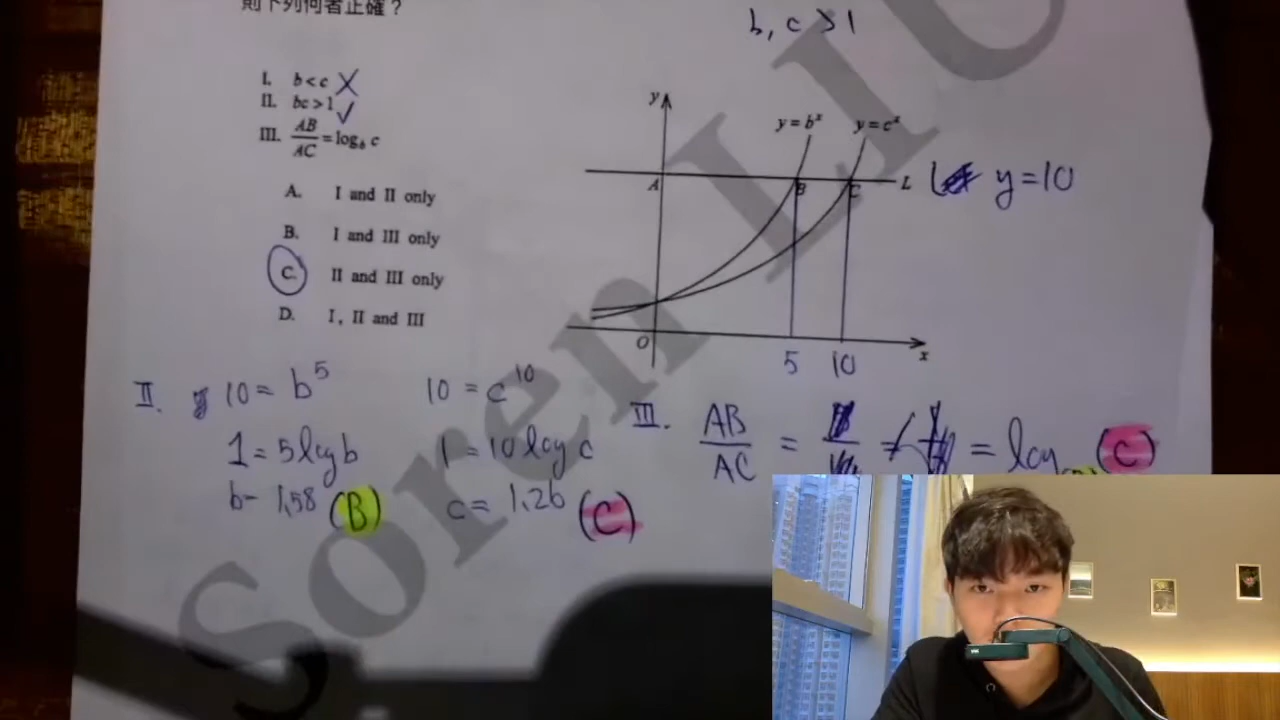 則下列何者正確？
b, c > 1
I. b < c X
II. bc > 1 ✓
III. AB/AC = log_b c
A. I and II only
B. I and III only
C. II and III only
D. I, II and III
y
y = b^x
y = c^x
A
B
C
L
y = 10
O
x
5 10
II. 10 = b^5
10 = c^10
1 = 5 log b
1 = 10 log c
b = 1.58 (B)
c = 1.26 (C)
III. AB/AC = = = log (C)
Soren LIU